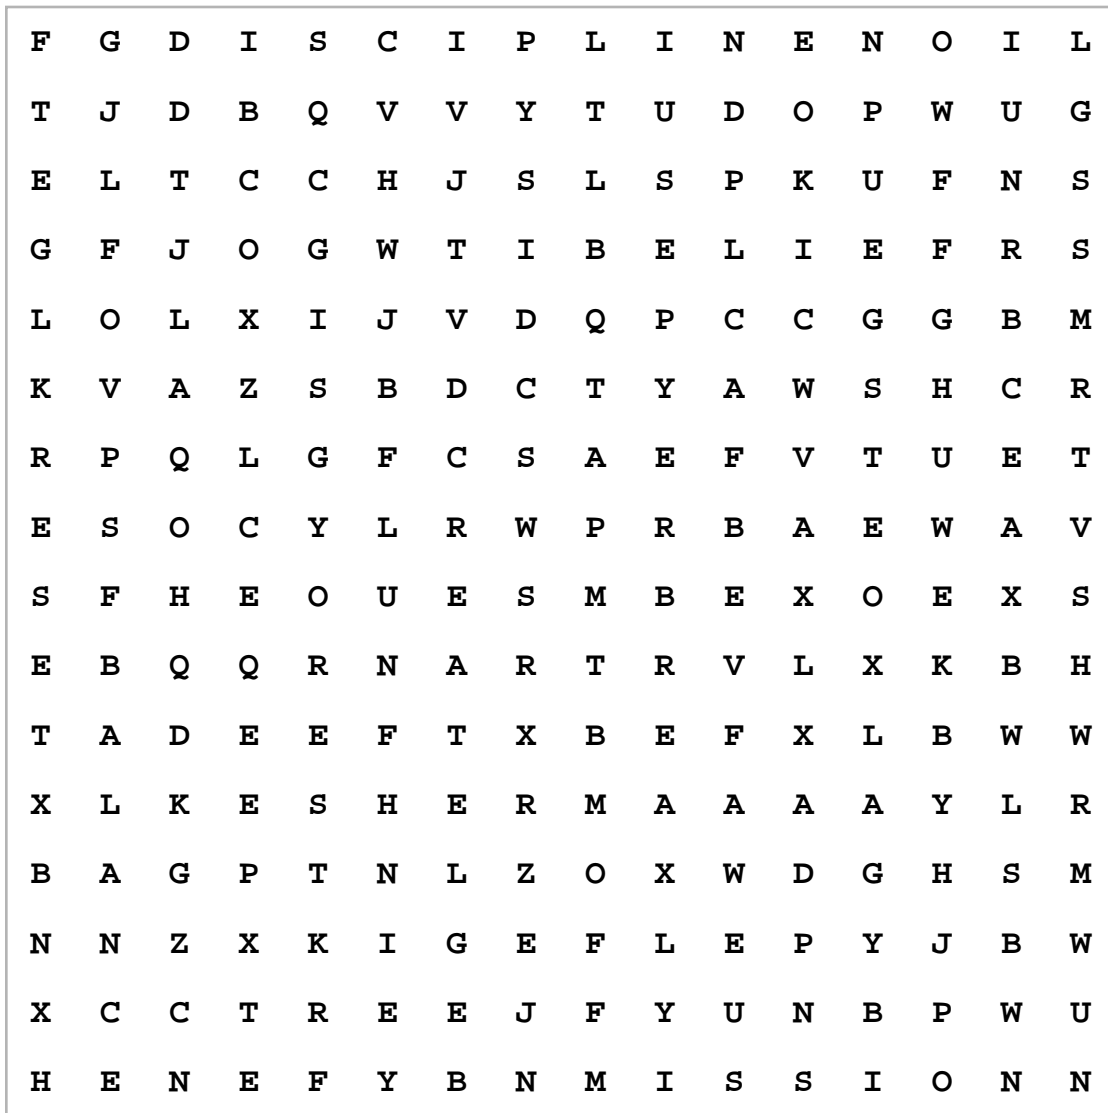 F G D I S C I P L I N E N O I L
T J D B Q V V Y T U D O P W U G
E L T C C H J S L S P K U F N S
G F J O G W T I B E L I E F R S
L O L X I J V D Q P C C G G B M
K V A Z S B D C T Y A W S H C R
R P Q L G F C S A E F V T U E T
E S O C Y L R W P R B A E W A V
S F H E O U E S M B E X O E X S
E B Q Q R N A R T R V L X K B H
T A D E E F T X B E F X L B W W
X L K E S H E R M A A A A Y L R
B A G P T N L Z O X W D G H S M
N N Z X K I G E F L E P Y J B W
X C C T R E E J F Y U N B P W U
H E N E F Y B N M I S S I O N N